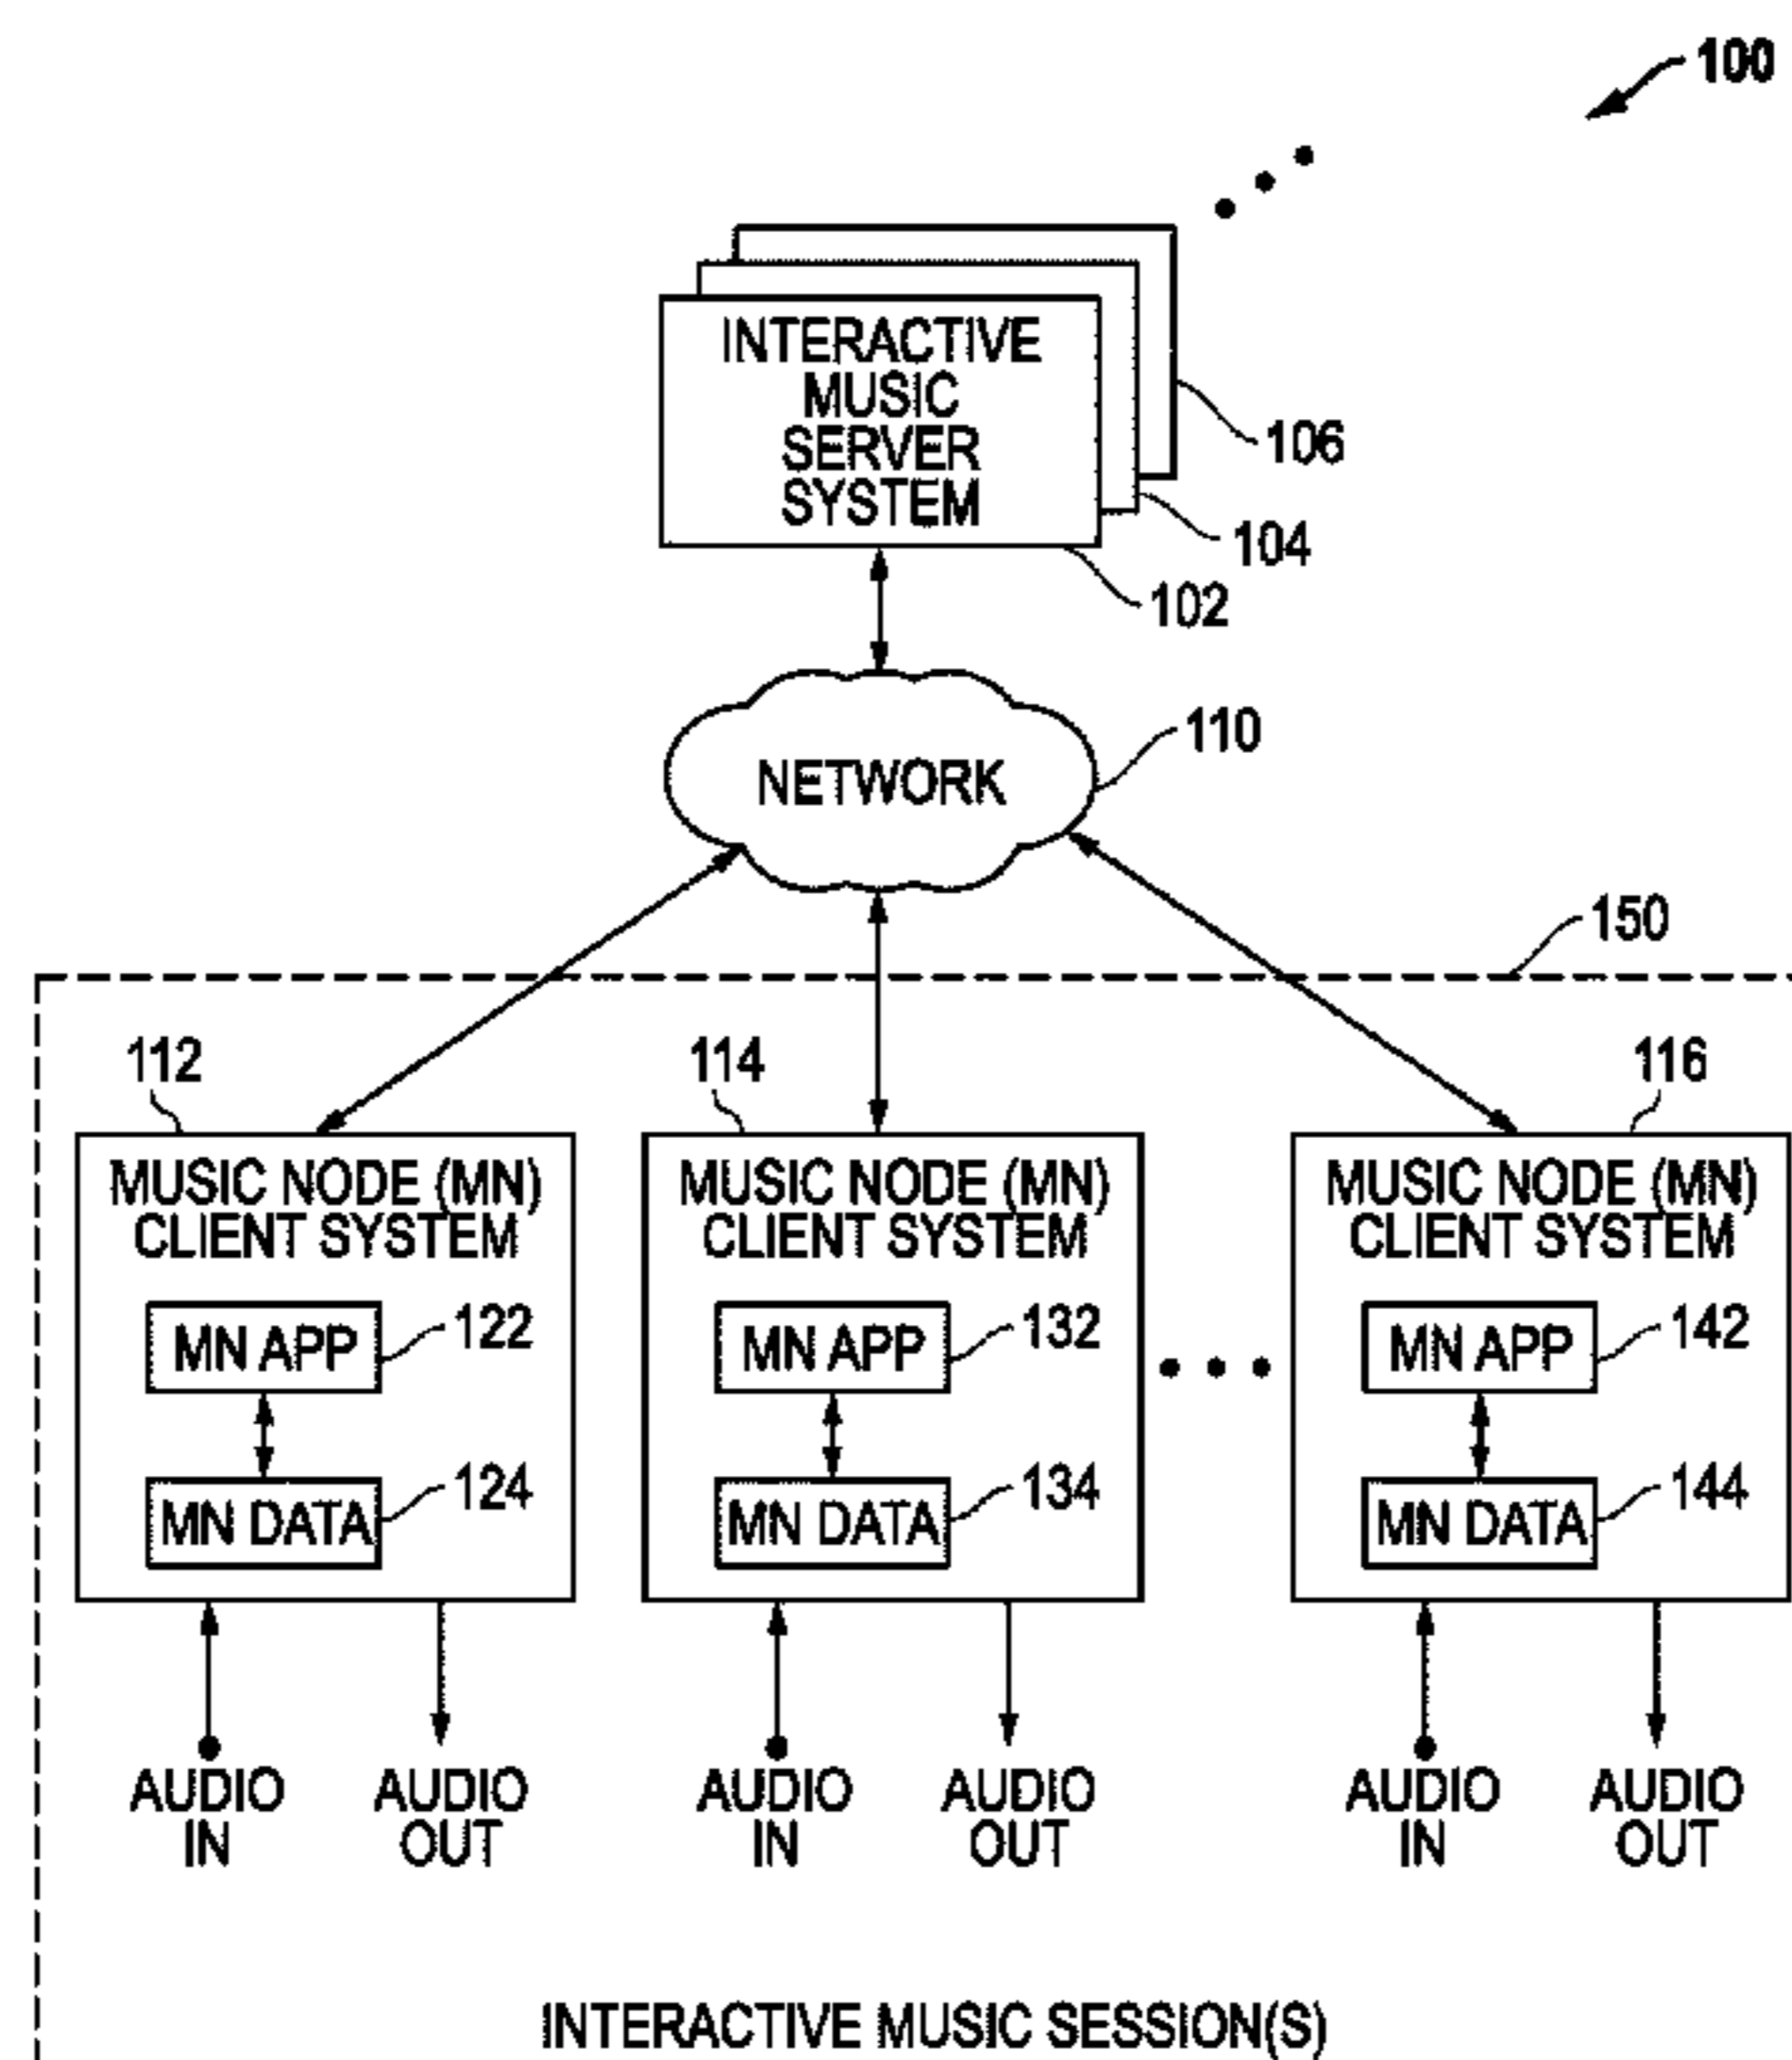 100
INTERACTIVE
MUSIC
SERVER
SYSTEM
106
104
102
NETWORK
110
150
112
114
116
MUSIC NODE (MN)
CLIENT SYSTEM
MN APP
122
MN DATA
124
MUSIC NODE (MN)
CLIENT SYSTEM
MN APP
132
MN DATA
134
MUSIC NODE (MN)
CLIENT SYSTEM
MN APP
142
MN DATA
144
AUDIO
IN
AUDIO
OUT
AUDIO
IN
AUDIO
OUT
AUDIO
IN
AUDIO
OUT
INTERACTIVE MUSIC SESSION(S)